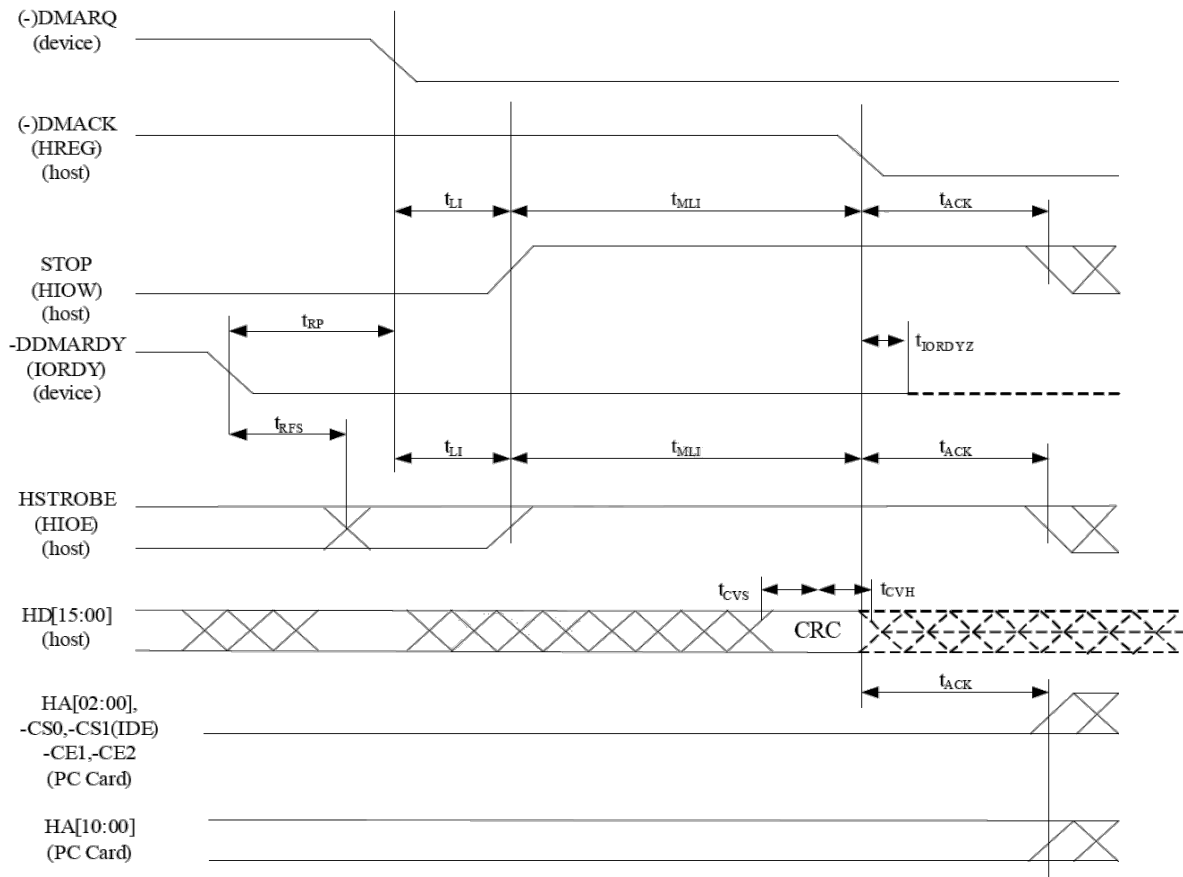 (-)DMARQ
(device)
(-)DMACK
(HREG)
(host)
tLI
tMLI
tACK
STOP
(HIOW)
(host)
tRP
-DDMARDY
(IORDY)
(device)
tIORDYZ
tRFS
tLI
tMLI
tACK
HSTROBE
(HIOE)
(host)
tCVS
tCVH
HD[15:00]
(host)
CRC
tACK
HA[02:00],
-CS0,-CS1(IDE)
-CE1,-CE2
(PC Card)
HA[10:00]
(PC Card)